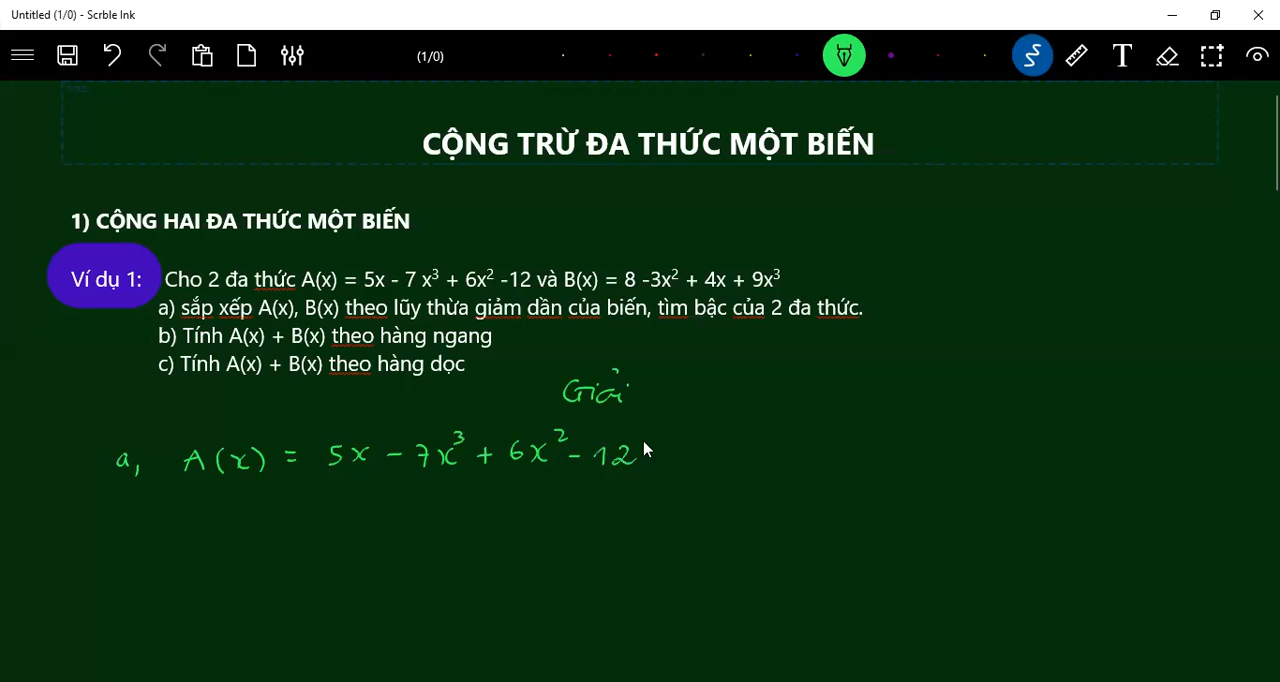 Untitled (1/0) - Scrble Ink
(1/0)
CỘNG TRỪ ĐA THỨC MỘT BIẾN
1) CỘNG HAI ĐA THỨC MỘT BIẾN
Ví dụ 1: Cho 2 đa thức A(x) = 5x - 7 x³ + 6x² -12 và B(x) = 8 -3x² + 4x + 9x³
a) sắp xếp A(x), B(x) theo lũy thừa giảm dần của biến, tìm bậc của 2 đa thức.
b) Tính A(x) + B(x) theo hàng ngang
c) Tính A(x) + B(x) theo hàng dọc
Giải
a, A(x) = 5x - 7x³ + 6x² - 12